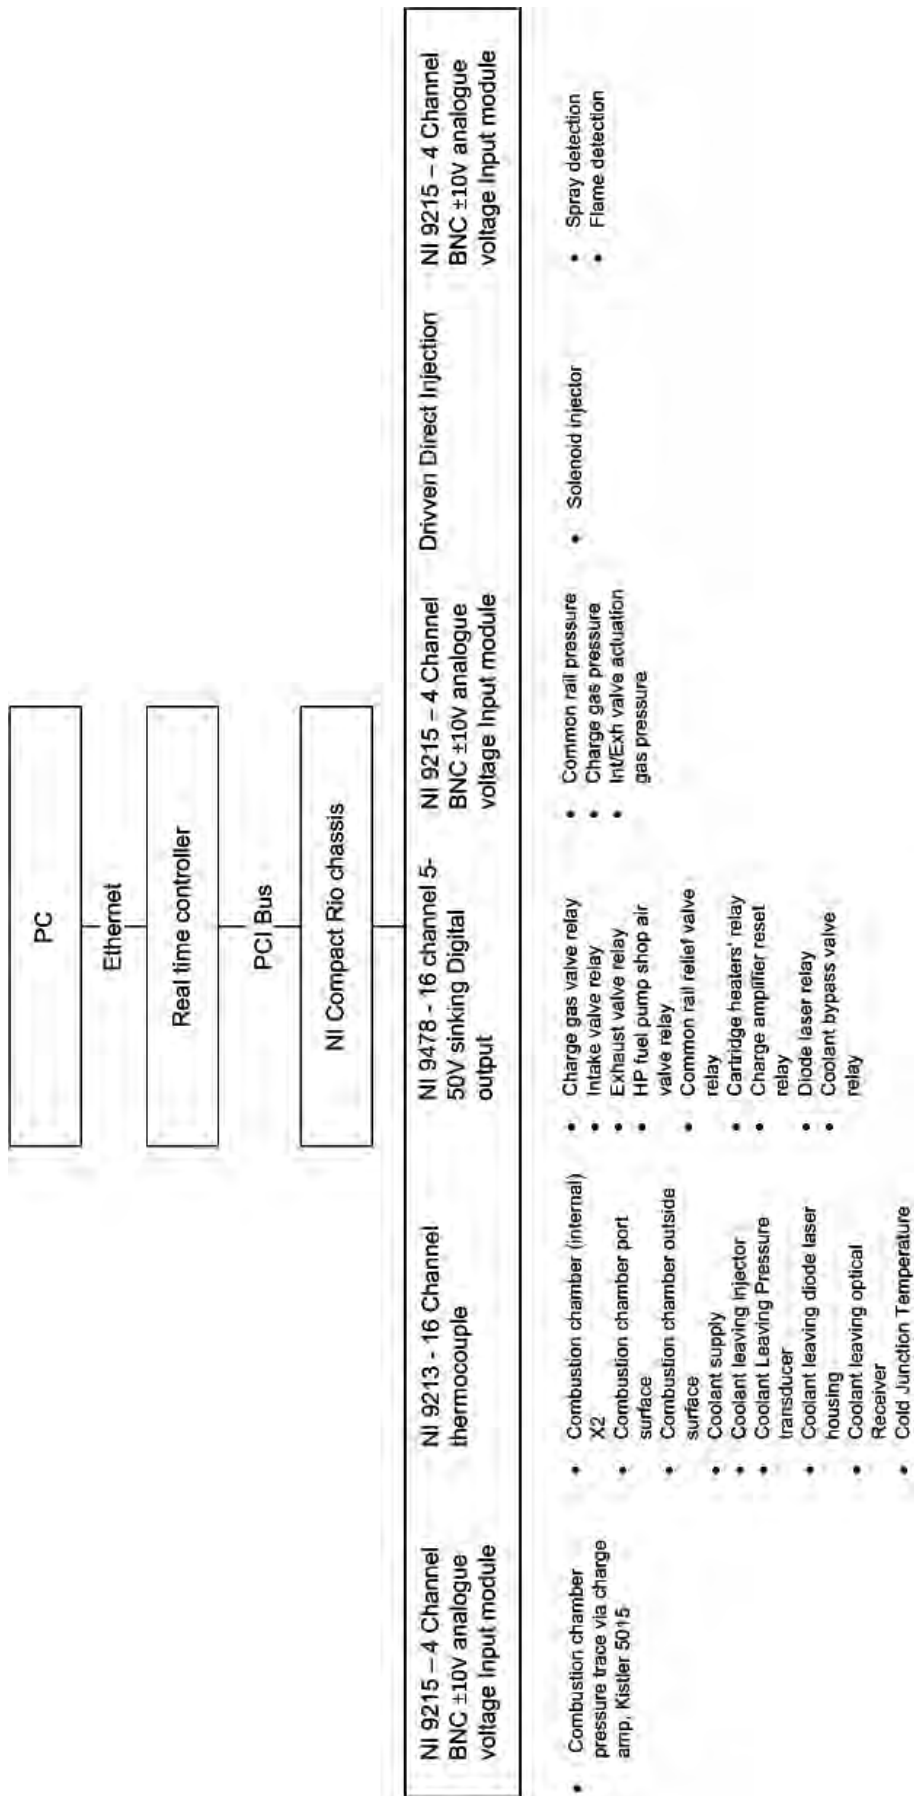 PC
Ethernet
Real time controller
PCI Bus
NI Compact Rio chassis
NI 9215 – 4 Channel
BNC ±10V analogue
voltage Input module
• Combustion chamber
pressure trace via charge
amp, Kistler 5015
NI 9213 - 16 Channel
thermocouple
• Combustion chamber (internal)
X2
• Combustion chamber port
surface
• Combustion chamber outside
surface
• Coolant supply
• Coolant leaving Injector
• Coolant Leaving Pressure
transducer
• Coolant leaving diode laser
housing
• Coolant leaving optical
Receiver
• Cold Junction Temperature
NI 9478 - 16 channel 5-
50V sinking Digital
output
• Charge gas valve relay
• Intake valve relay
• Exhaust valve relay
• HP fuel pump shop air
valve relay
• Common rail relief valve
relay
• Cartridge heaters' relay
• Charge amplifier reset
relay
• Diode laser relay
• Coolant bypass valve
relay
NI 9215 – 4 Channel
BNC ±10V analogue
voltage Input module
• Common rail pressure
• Charge gas pressure
• Int/Exh valve actuation
gas pressure
Drivven Direct Injection
• Solenoid injector
NI 9215 – 4 Channel
BNC ±10V analogue
voltage Input module
• Spray detection
• Flame detection